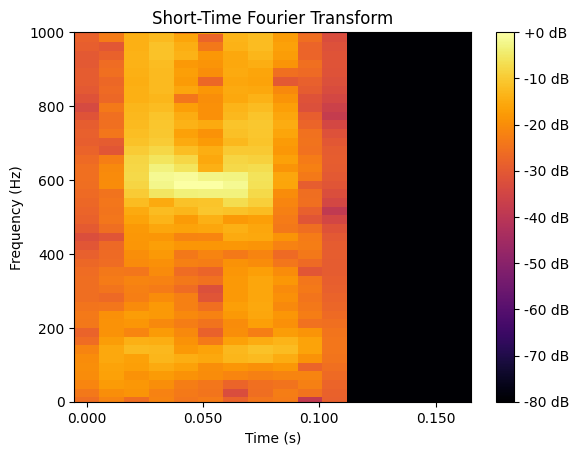 Short-Time Fourier Transform
1000
800
600
400
200
0
Frequency (Hz)
0.000
0.050
0.100
0.150
Time (s)
+0 dB
-10 dB
-20 dB
-30 dB
-40 dB
-50 dB
-60 dB
-70 dB
-80 dB